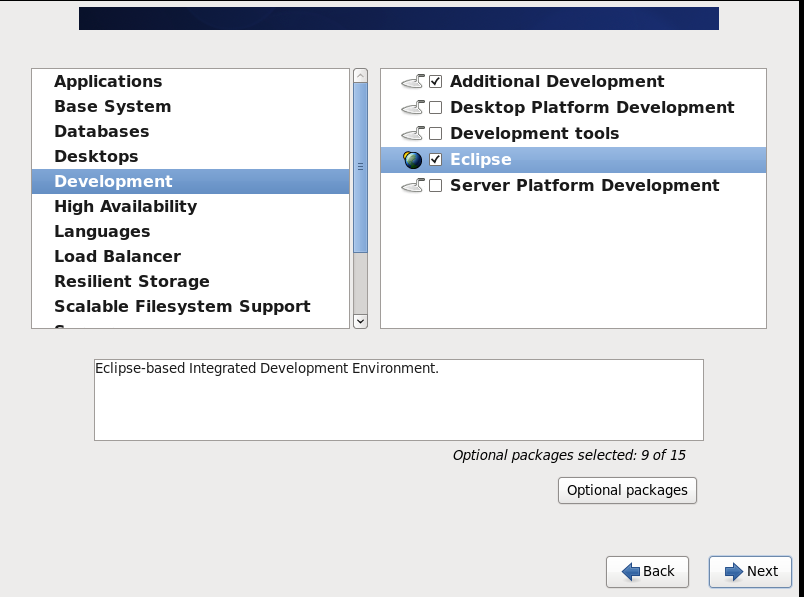 Applications
Base System
Databases
Desktops
Development
High Availability
Languages
Load Balancer
Resilient Storage
Scalable Filesystem Support
Additional Development
Desktop Platform Development
Development tools
Eclipse
Server Platform Development
Eclipse-based Integrated Development Environment.
Optional packages selected: 9 of 15
Optional packages
Back
Next